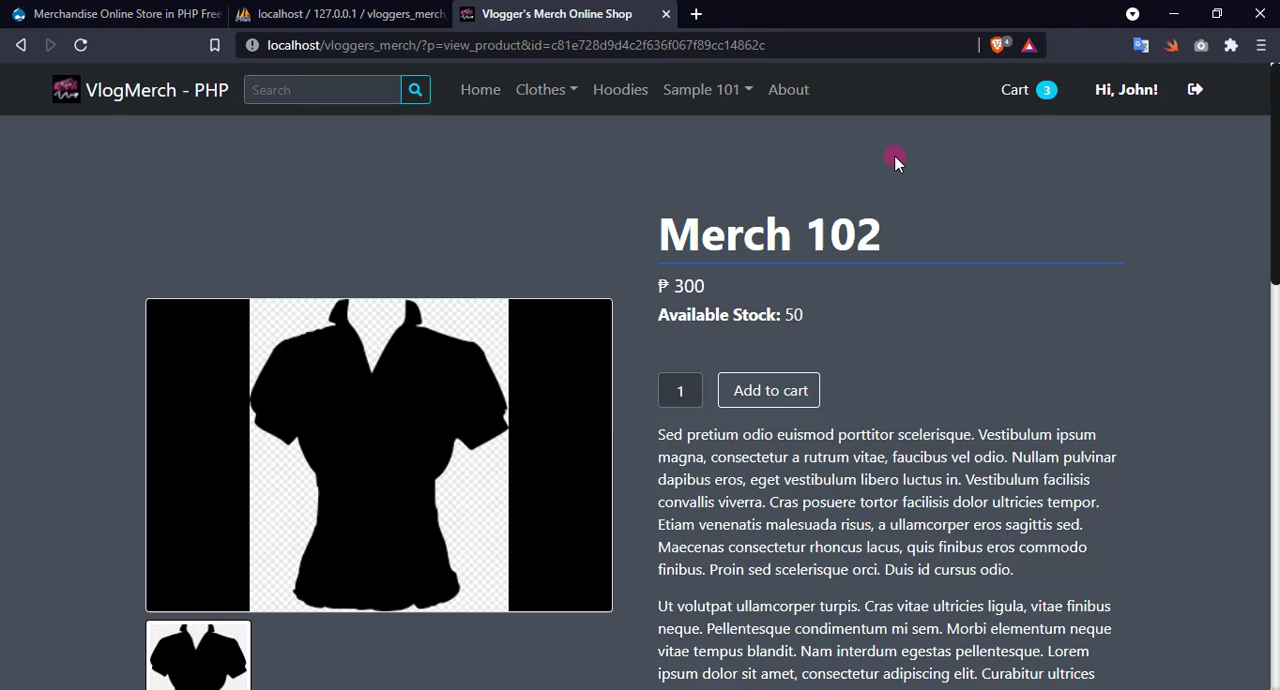 Merchandise Online Store in PHP Free
localhost / 127.0.0.1 / vloggers_merch
Vlogger's Merch Online Shop
localhost/vloggers_merch/?p=view_product&id=c81e728d9d4c2f636f067f89cc14862c
4
VlogMerch - PHP
Search
Home
Clothes
Hoodies
Sample 101
About
Cart 3
Hi, John!
Merch 102
₱ 300
Available Stock: 50
1
Add to cart
Sed pretium odio euismod porttitor scelerisque. Vestibulum ipsum
magna, consectetur a rutrum vitae, faucibus vel odio. Nullam pulvinar
dapibus eros, eget vestibulum libero luctus in. Vestibulum facilisis
convallis viverra. Cras posuere tortor facilisis dolor ultricies tempor.
Etiam venenatis malesuada risus, a ullamcorper eros sagittis sed.
Maecenas consectetur rhoncus lacus, quis finibus eros commodo
finibus. Proin sed scelerisque orci. Duis id cursus odio.
Ut volutpat ullamcorper turpis. Cras vitae ultricies ligula, vitae finibus
neque. Pellentesque condimentum mi sem. Morbi elementum neque
vitae tempus blandit. Nam interdum egestas pellentesque. Lorem
ipsum dolor sit amet, consectetur adipiscing elit. Curabitur ultrices